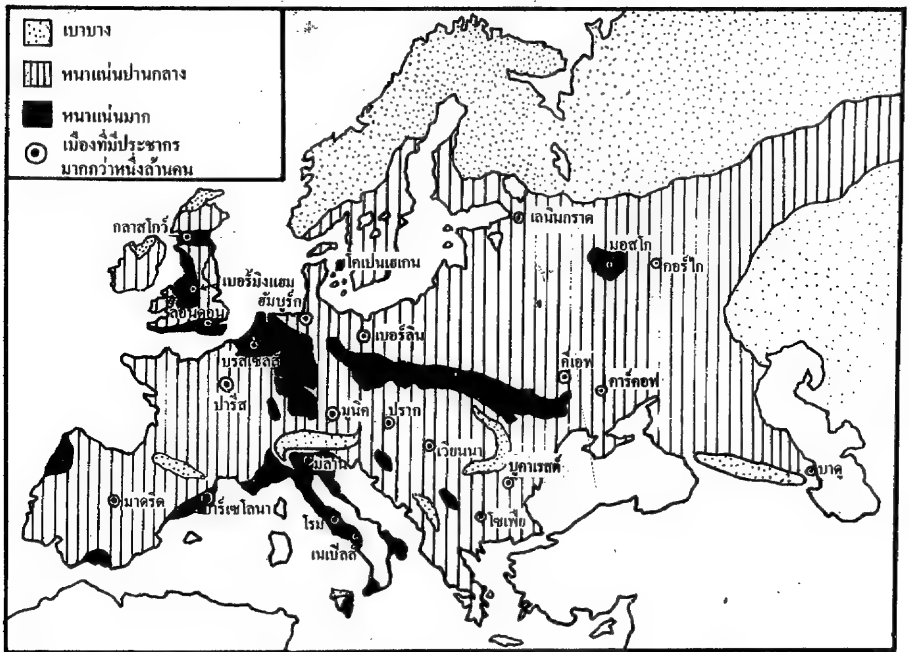 เบาบาง
หนาแน่นปานกลาง
หนาแน่นมาก
เมืองที่มีประชากร
มากกว่าหนึ่งล้านคน
กลาสโกว์
เบอร์มิงแฮม
ลอนดอน
ฮัมบูร์ก
โคเปนเฮเกน
เลนินกราด
มอสโก
กอร์ไก
เบอร์ลิน
บรัสเซลส์
ปารีส
มูนิค
ปราก
คีเอฟ
คาร์คอฟ
เวียนนา
มิลาน
บูคาเรสต์
บาคู
มาดริด
บาร์เซโลนา
โรม
เนเปิลส์
โซเฟีย